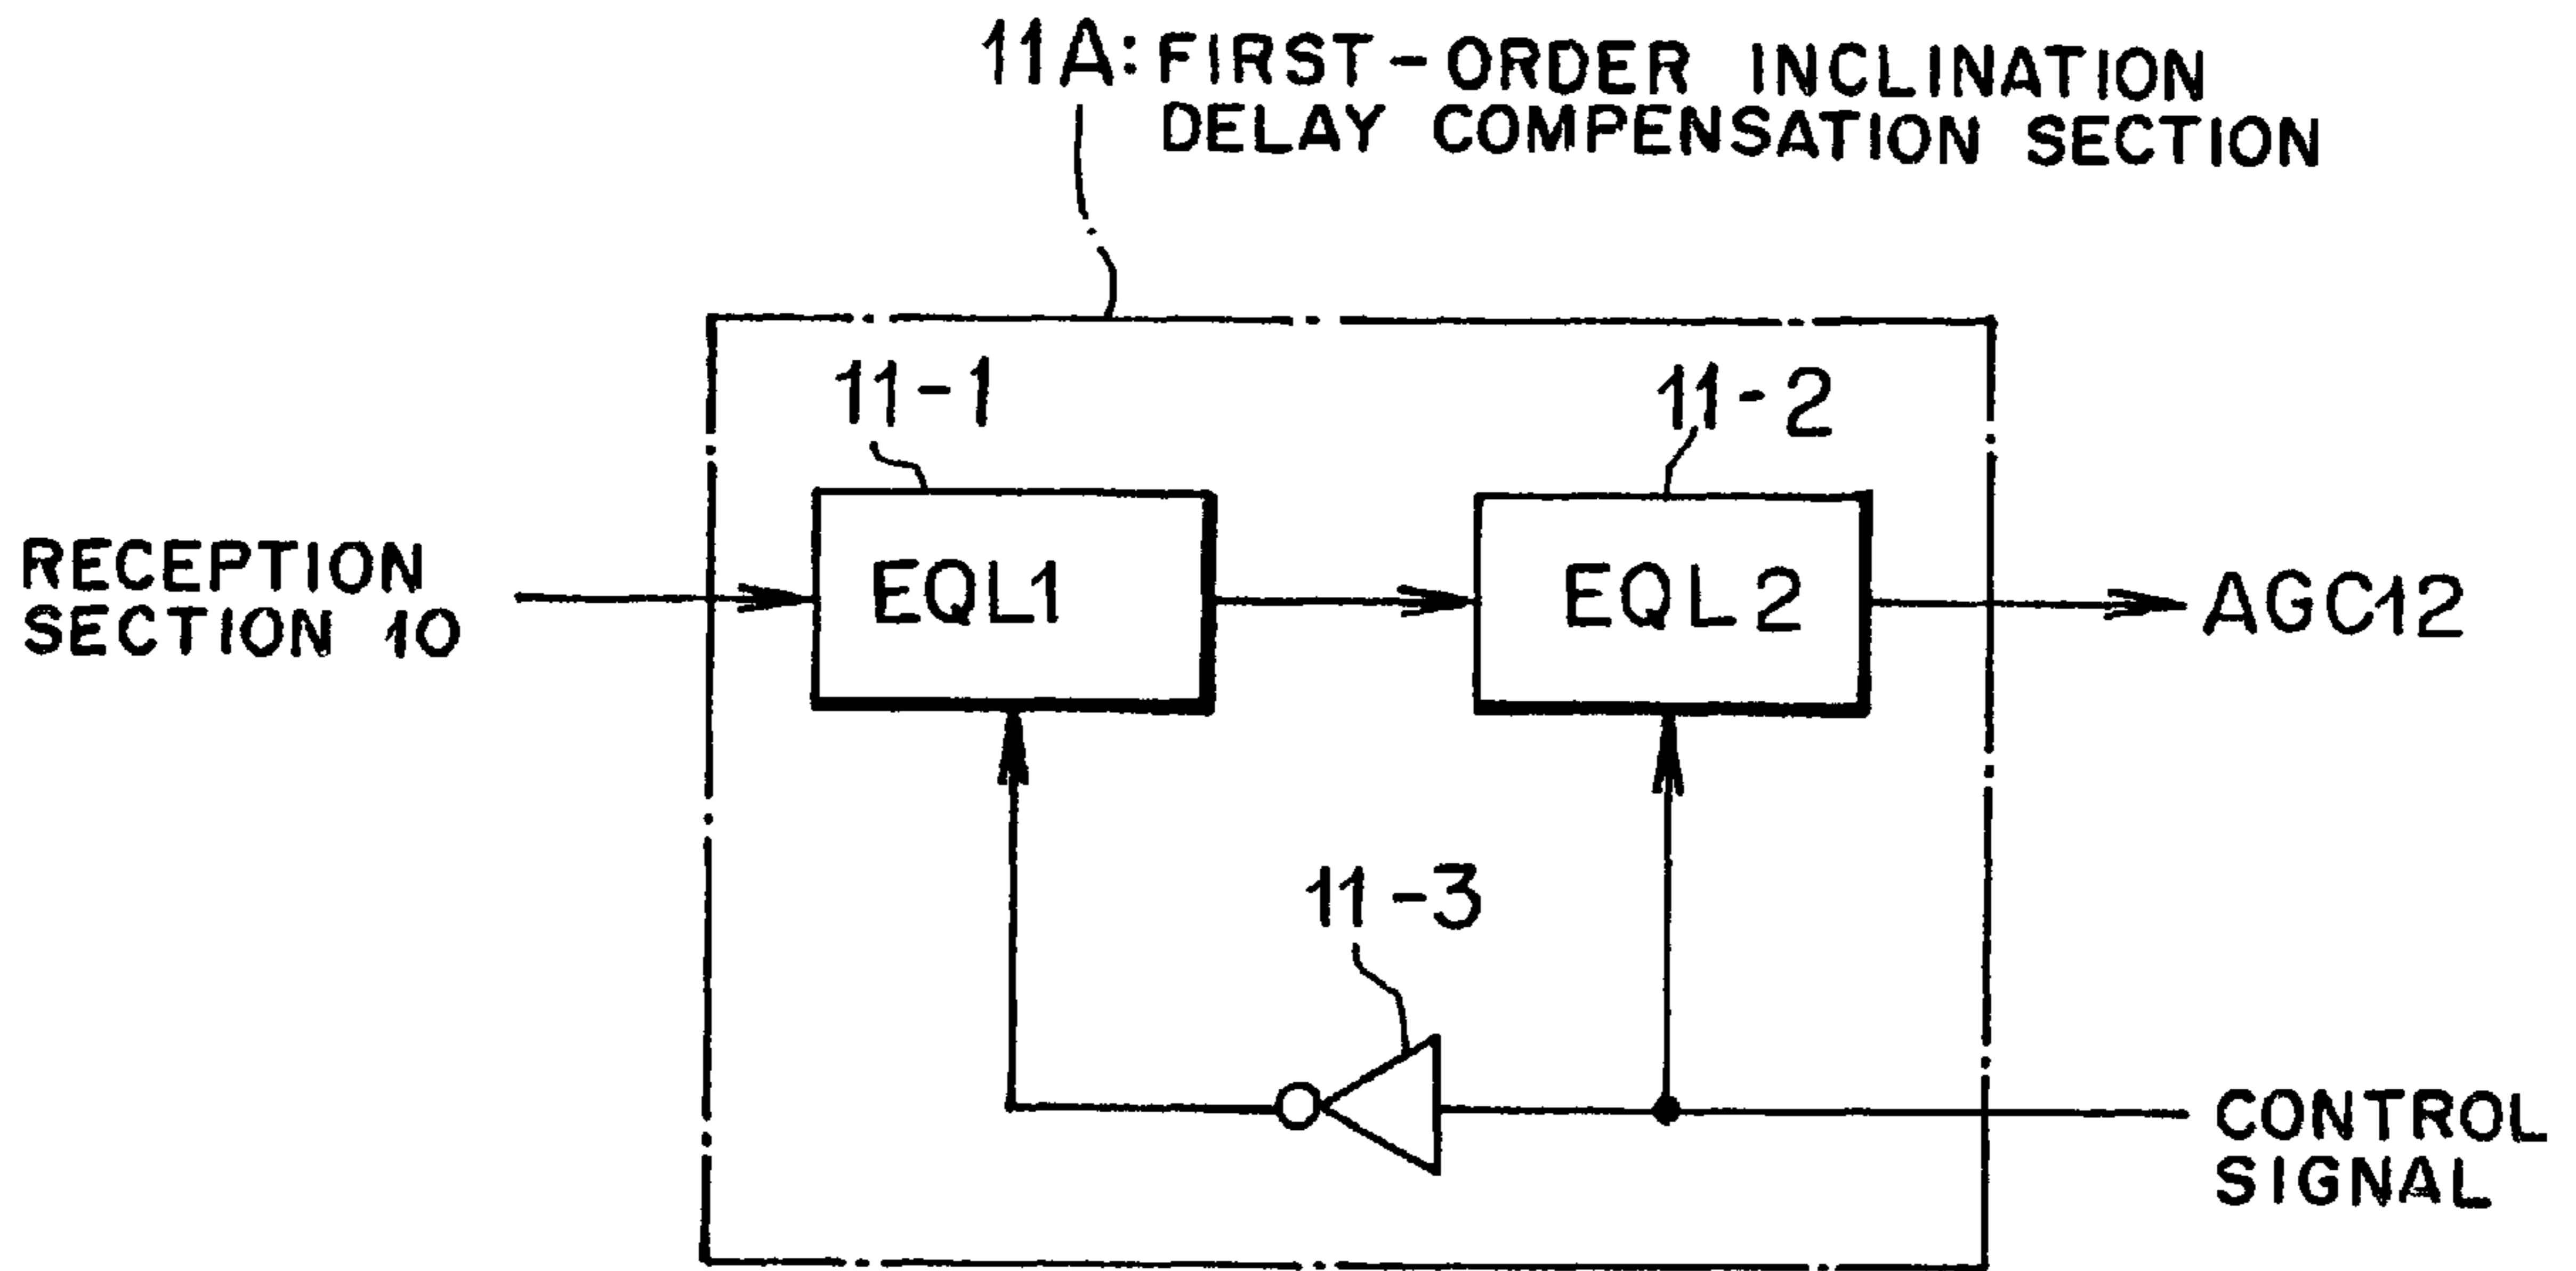 11A: FIRST-ORDER INCLINATION
DELAY COMPENSATION SECTION
11-1
11-2
RECEPTION
SECTION 10
EQL1
EQL2
AGC12
11-3
CONTROL
SIGNAL